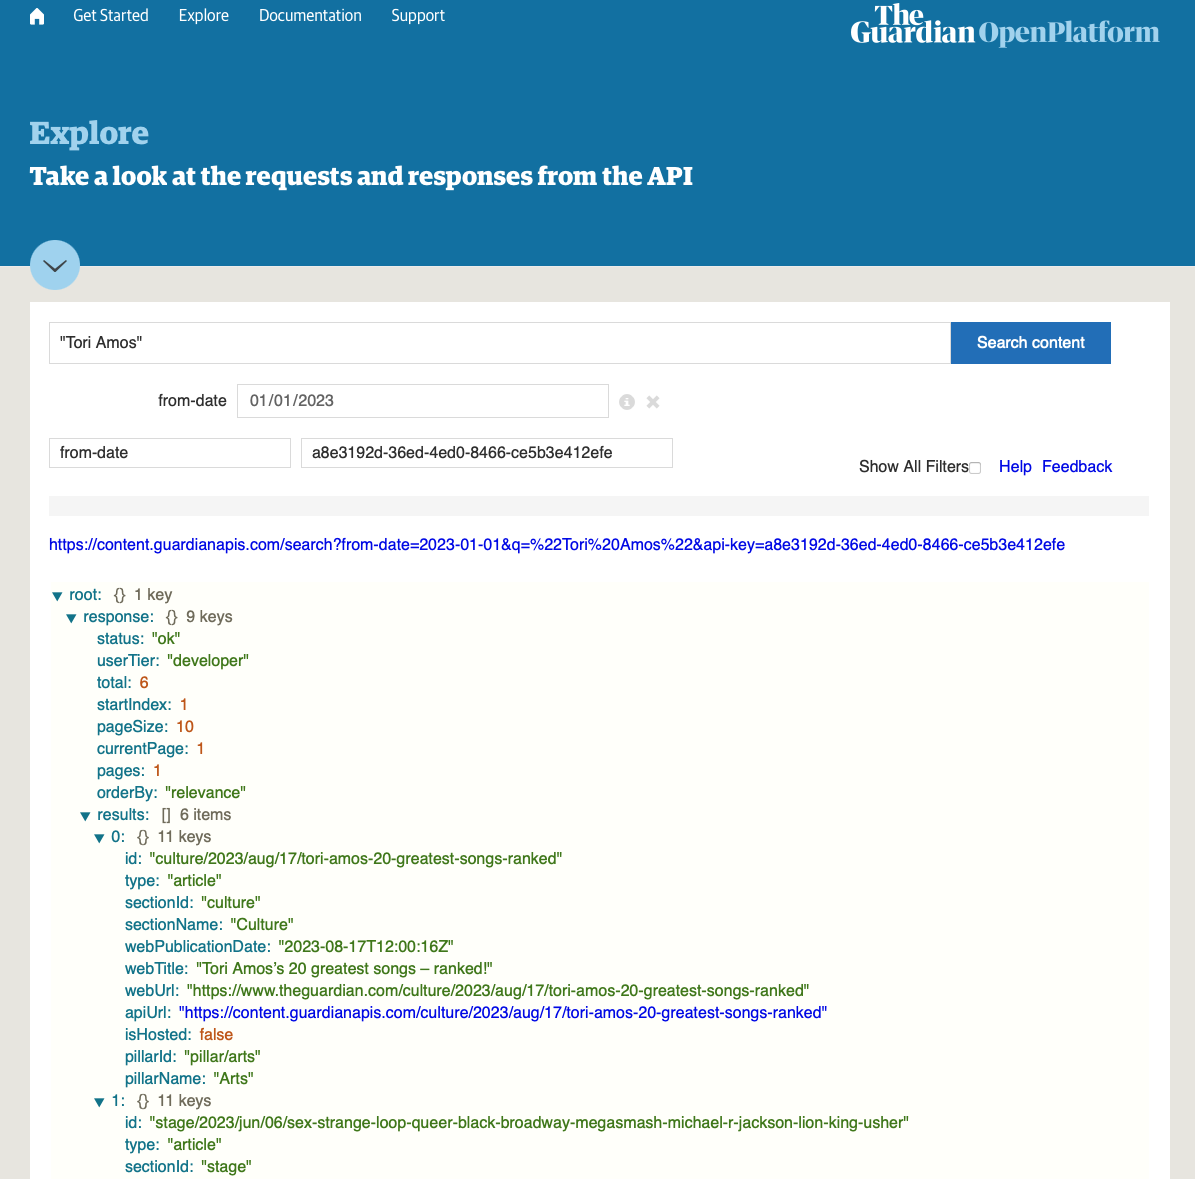 Get Started Explore Documentation Support
The
Guardian OpenPlatform
Explore
Take a look at the requests and responses from the API
"Tori Amos" Search content
from-date 01/01/2023
from-date a8e3192d-36ed-4ed0-8466-ce5b3e412efe
Show All Filters Help Feedback
https://content.guardianapis.com/search?from-date=2023-01-01&q=%22Tori%20Amos%22&api-key=a8e3192d-36ed-4ed0-8466-ce5b3e412efe
root: {} 1 key
response: {} 9 keys
status: "ok"
userTier: "developer"
total: 6
startIndex: 1
pageSize: 10
currentPage: 1
pages: 1
orderBy: "relevance"
results: [] 6 items
0: {} 11 keys
id: "culture/2023/aug/17/tori-amos-20-greatest-songs-ranked"
type: "article"
sectionId: "culture"
sectionName: "Culture"
webPublicationDate: "2023-08-17T12:00:16Z"
webTitle: "Tori Amos’s 20 greatest songs – ranked!"
webUrl: "https://www.theguardian.com/culture/2023/aug/17/tori-amos-20-greatest-songs-ranked"
apiUrl: "https://content.guardianapis.com/culture/2023/aug/17/tori-amos-20-greatest-songs-ranked"
isHosted: false
pillarId: "pillar/arts"
pillarName: "Arts"
1: {} 11 keys
id: "stage/2023/jun/06/sex-strange-loop-queer-black-broadway-megasmash-michael-r-jackson-lion-king-usher"
type: "article"
sectionId: "stage"